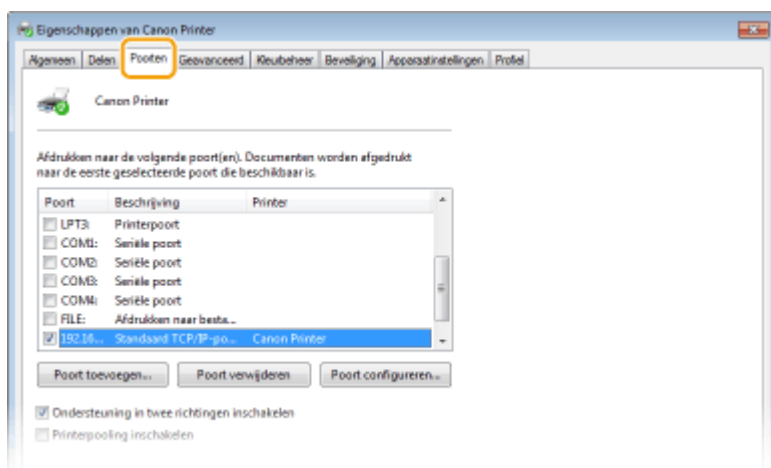 Eigenschappen van Canon Printer
Algemeen Delen Poorten Geavanceerd Kleurbeheer Beveiliging Apparaatinstellingen Profiel
Canon Printer
Afdrukken naar de volgende poort(en). Documenten worden afgedrukt
naar de eerste geselecteerde poort die beschikbaar is.
Poort Beschrijving Printer
LPT3: Printerpoort
COM1: Seriële poort
COM2: Seriële poort
COM3: Seriële poort
COM4: Seriële poort
FILE: Afdrukken naar besta...
192.16... Standaard TCP/IP-po... Canon Printer
Poort toevoegen... Poort verwijderen Poort configureren...
Ondersteuning in twee richtingen inschakelen
Printerpooling inschakelen